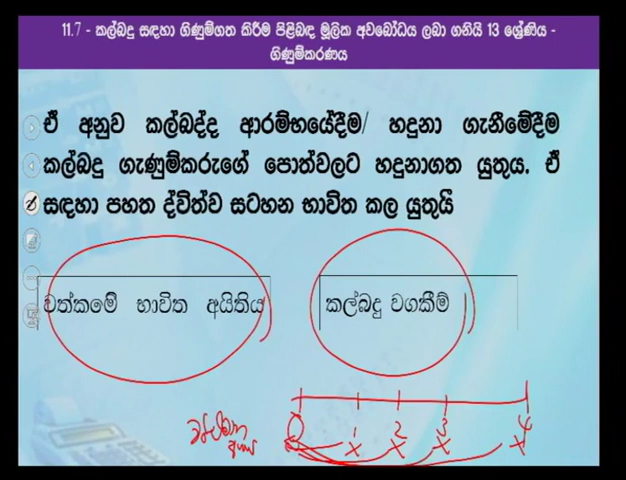 11.7 - කල්බදු සඳහා ගිණුම්ගත කිරීම පිළිබඳ මූලික අවබෝධය ලබා ගනියි 13 ශ්‍රේණිය -
ගිණුම්කරණය
ඒ අනුව කල්බද්ද ආරම්භයේදීම/ හදුනා ගැනීමේදීම
කල්බදු ගැණුම්කරුගේ පොත්වලට හදුනාගත යුතුය. ඒ
සඳහා පහත ද්විත්ව සටහන භාවිත කල යුතුයි
වත්කමේ භාවිත අයිතිය
කල්බදු වගකීම්
0 1 2 3 4
x x x x